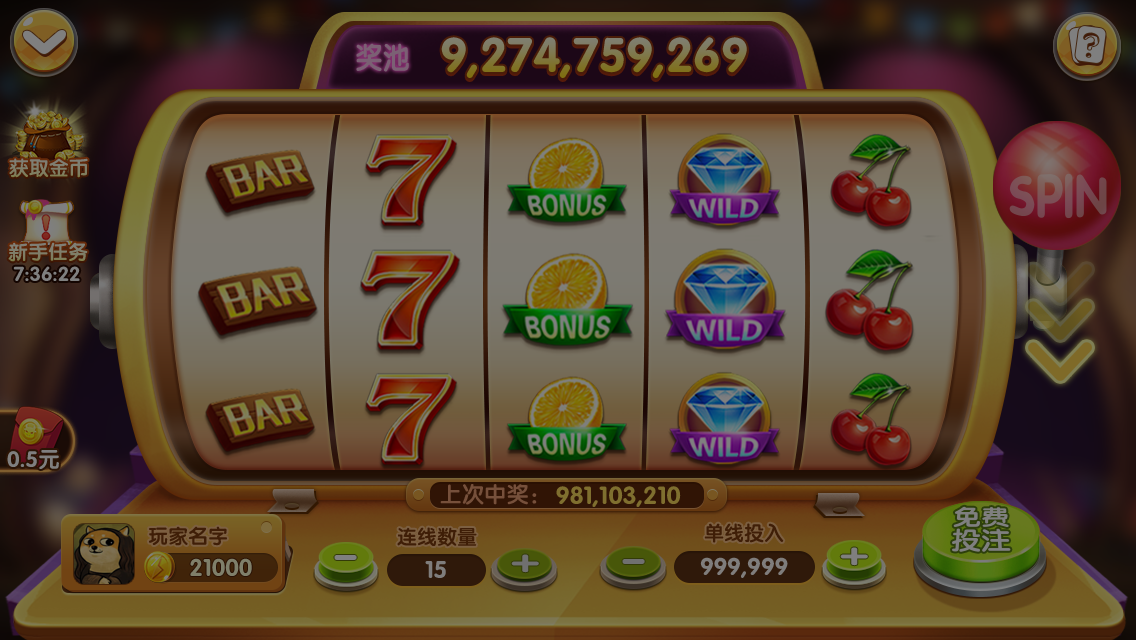 奖池 9,274,759,269
获取金币
新手任务
7:36:22
0.5元
BAR 7 BONUS WILD
BAR 7 BONUS WILD
BAR 7 BONUS WILD
SPIN
上次中奖： 981,103,210
玩家名字
21000
连线数量
15
单线投入
999,999
免费
投注